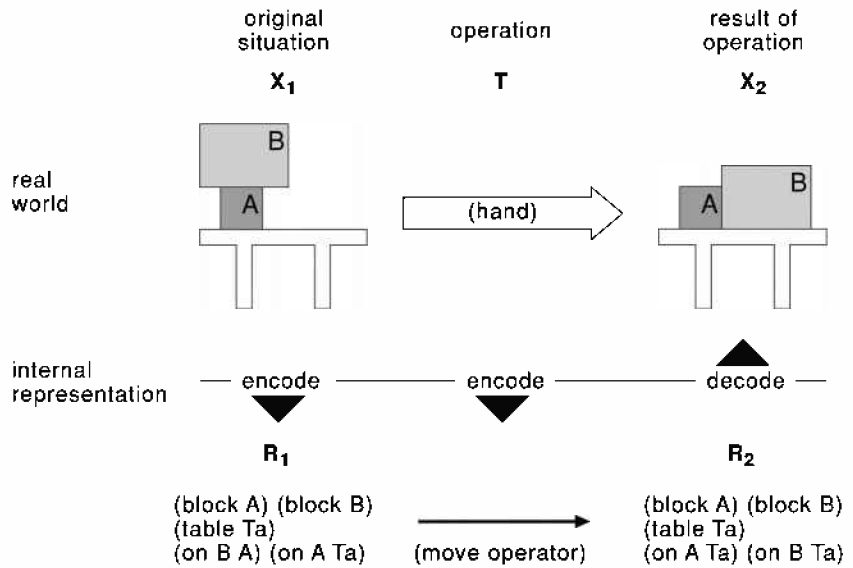 original
situation
operation
result of
operation
X1
T
X2
B
A
real
world
(hand)
A
B
internal
representation
encode
encode
decode
R1
R2
(block A) (block B)
(table Ta)
(on B A) (on A Ta)
(move operator)
(block A) (block B)
(table Ta)
(on A Ta) (on B Ta)